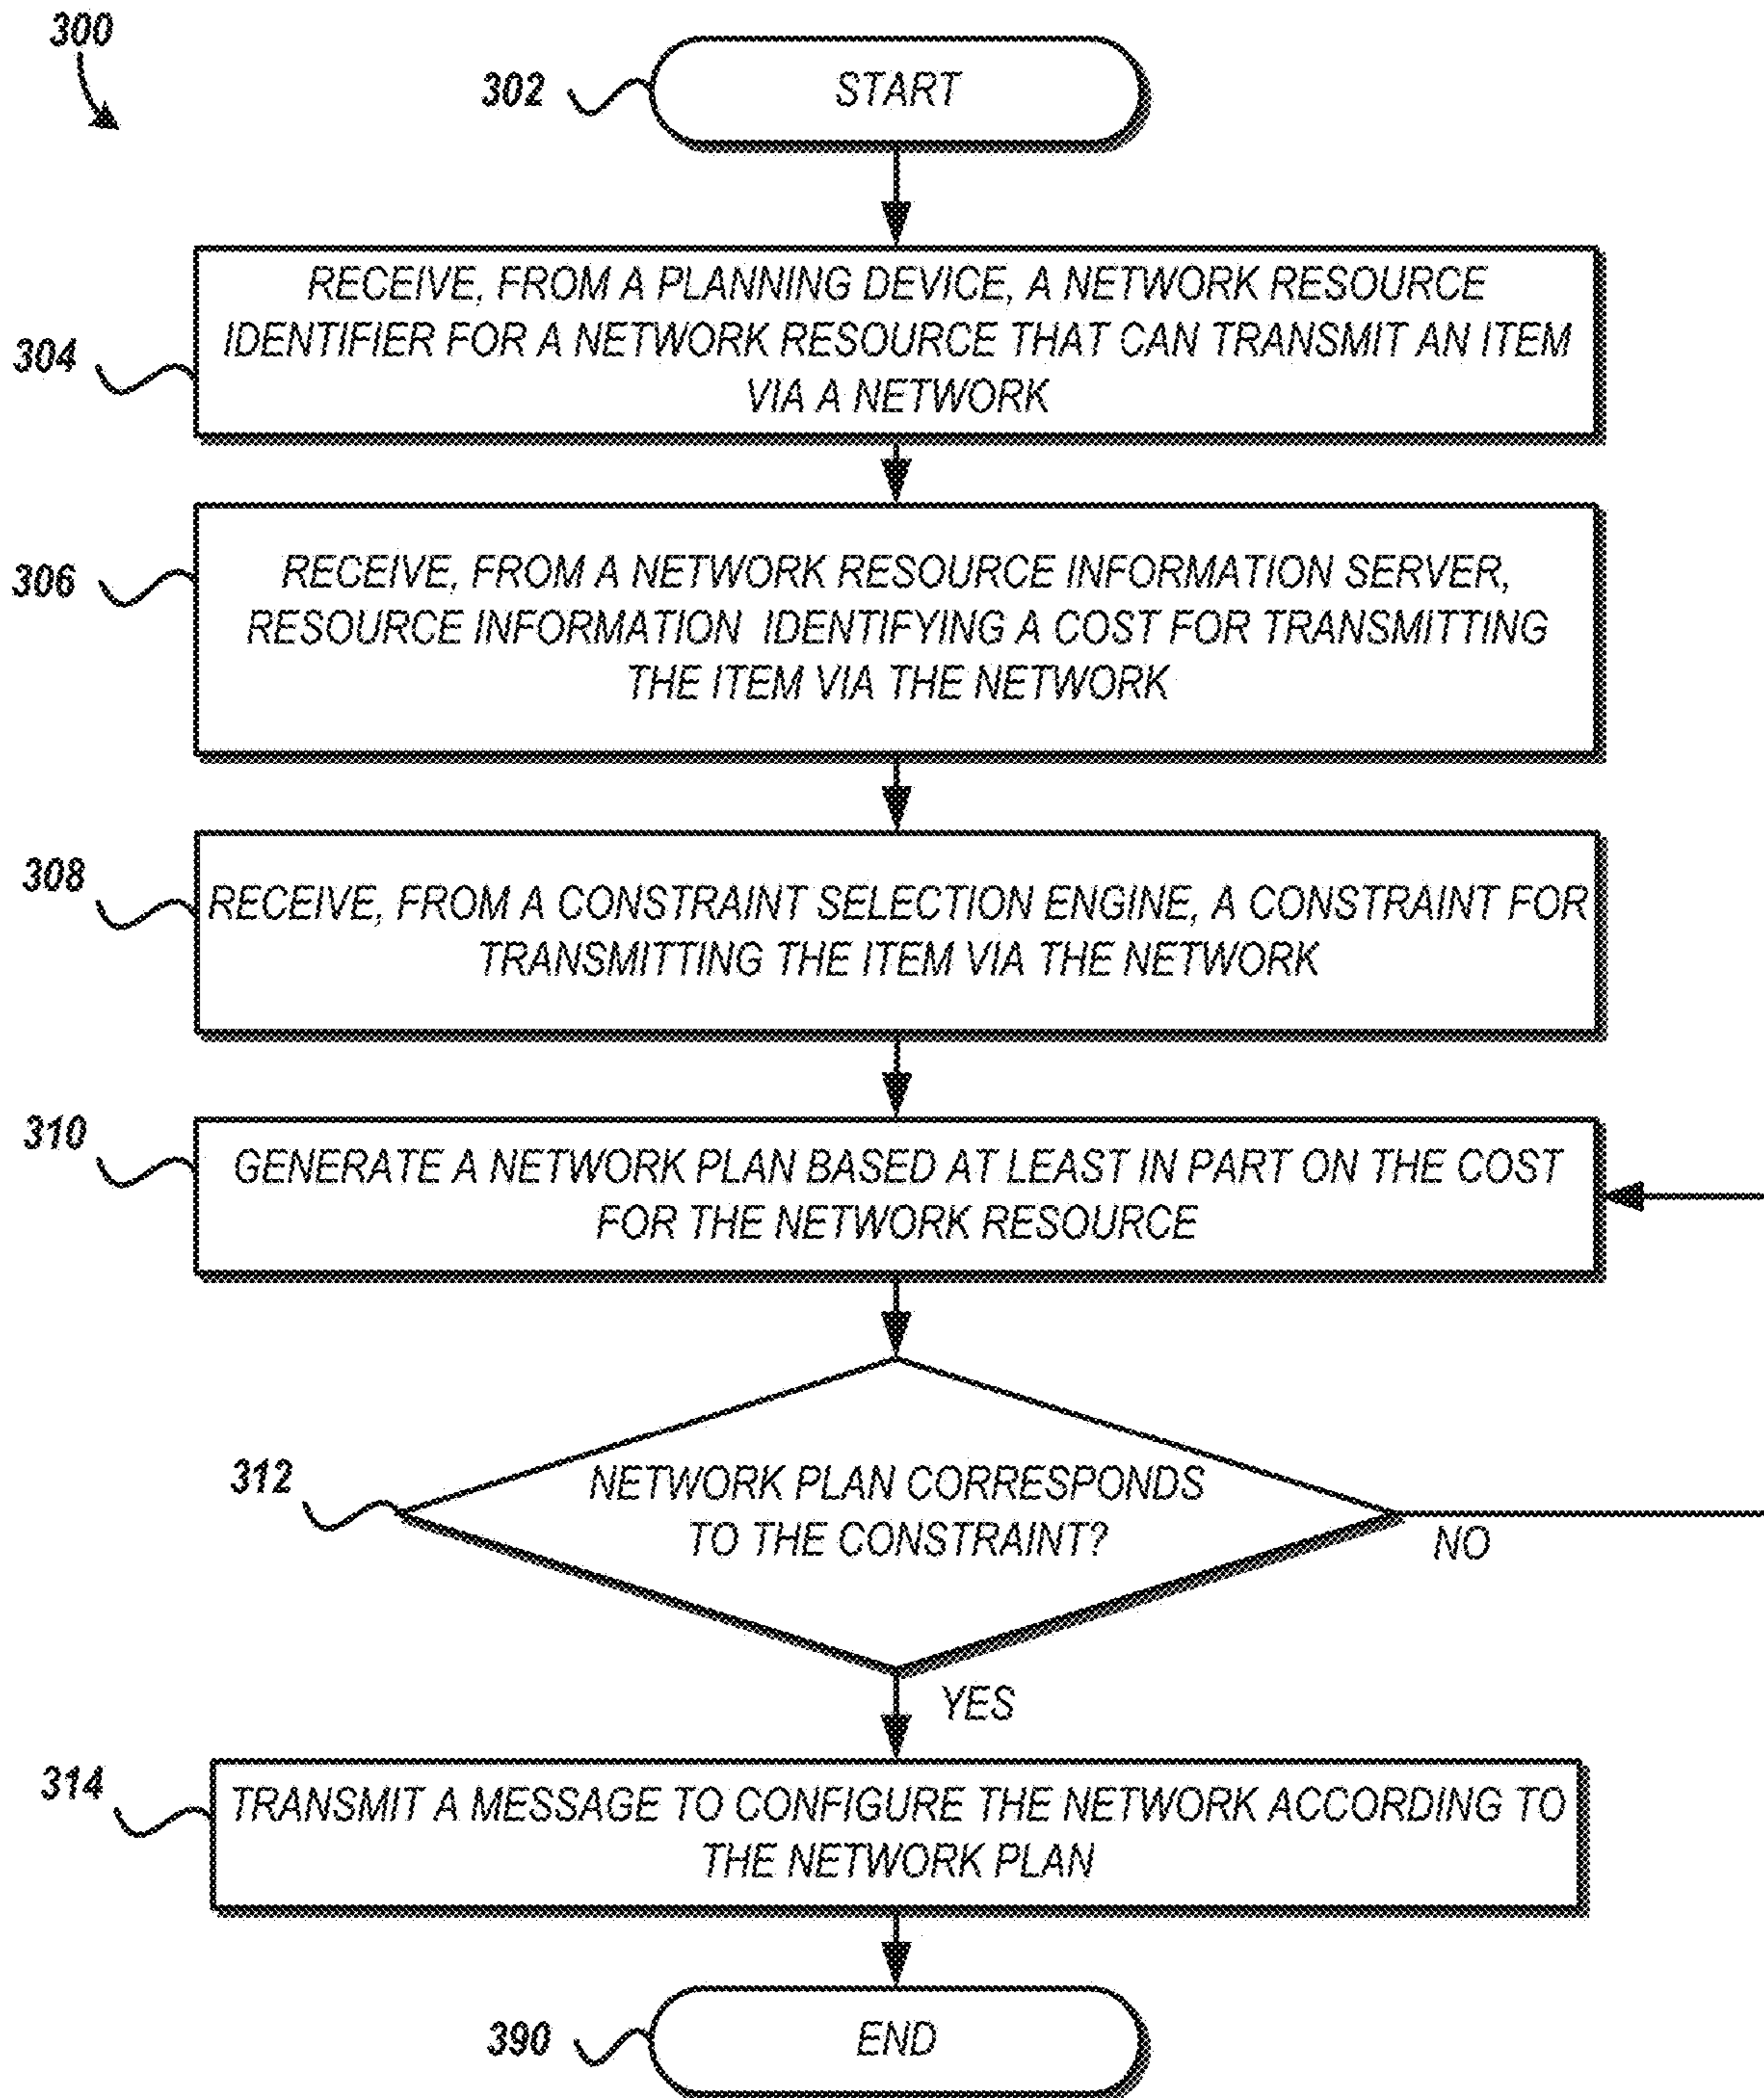 300
302
START
304
RECEIVE, FROM A PLANNING DEVICE, A NETWORK RESOURCE
IDENTIFIER FOR A NETWORK RESOURCE THAT CAN TRANSMIT AN ITEM
VIA A NETWORK
306
RECEIVE, FROM A NETWORK RESOURCE INFORMATION SERVER,
RESOURCE INFORMATION IDENTIFYING A COST FOR TRANSMITTING
THE ITEM VIA THE NETWORK
308
RECEIVE, FROM A CONSTRAINT SELECTION ENGINE, A CONSTRAINT FOR
TRANSMITTING THE ITEM VIA THE NETWORK
310
GENERATE A NETWORK PLAN BASED AT LEAST IN PART ON THE COST
FOR THE NETWORK RESOURCE
312
NETWORK PLAN CORRESPONDS
TO THE CONSTRAINT?
NO
YES
314
TRANSMIT A MESSAGE TO CONFIGURE THE NETWORK ACCORDING TO
THE NETWORK PLAN
390
END